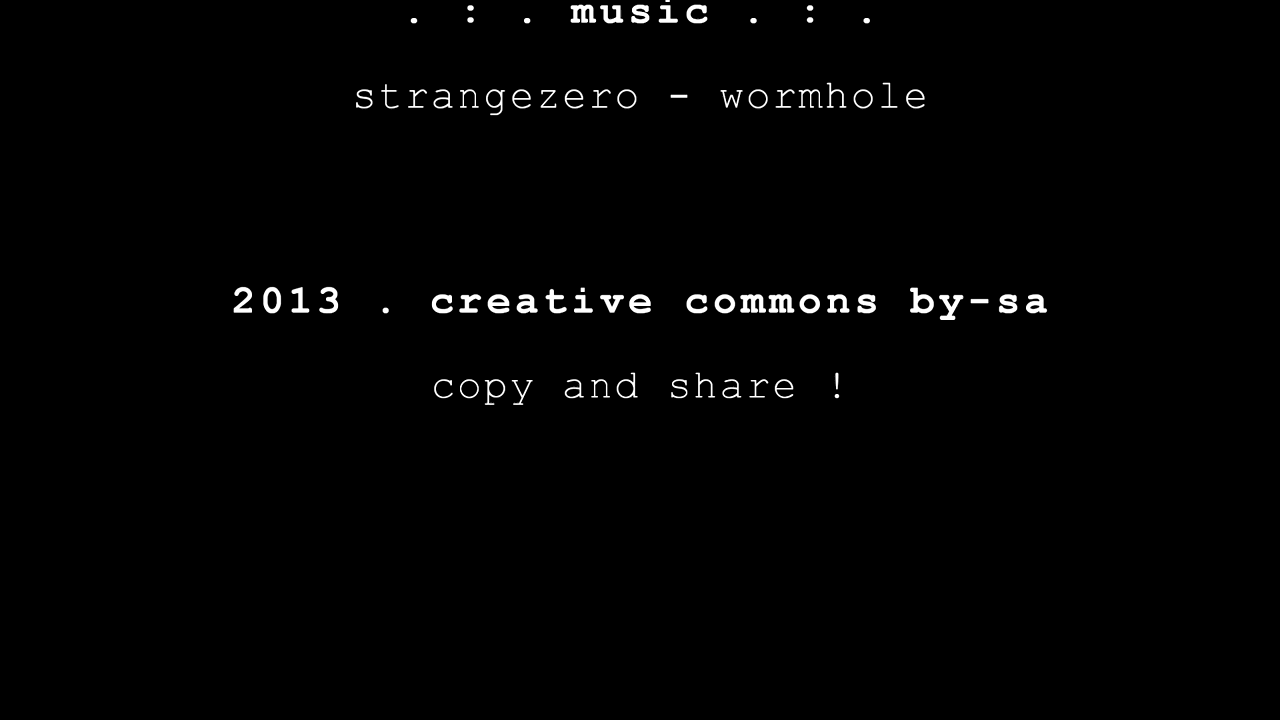 . : . music . : .
strangezero - wormhole
2013 . creative commons by-sa
copy and share !